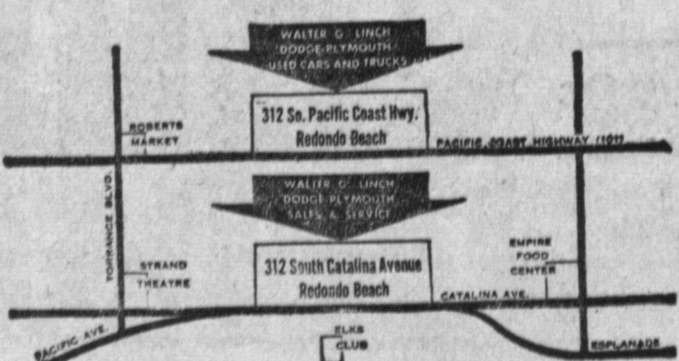 WALTER G. LINCH
DODGE-PLYMOUTH
USED CARS AND TRUCKS
312 So. Pacific Coast Hwy.
Redondo Beach
ROBERTS
MARKET
PACIFIC COAST HIGHWAY (101)
TORRANCE BLVD.
WALTER G. LINCH
DODGE-PLYMOUTH
SALES & SERVICE
312 South Catalina Avenue
Redondo Beach
STRAND
THEATRE
EMPIRE
FOOD
CENTER
CATALINA AVE.
PACIFIC AVE.
ELKS
CLUB
ESPLANADE